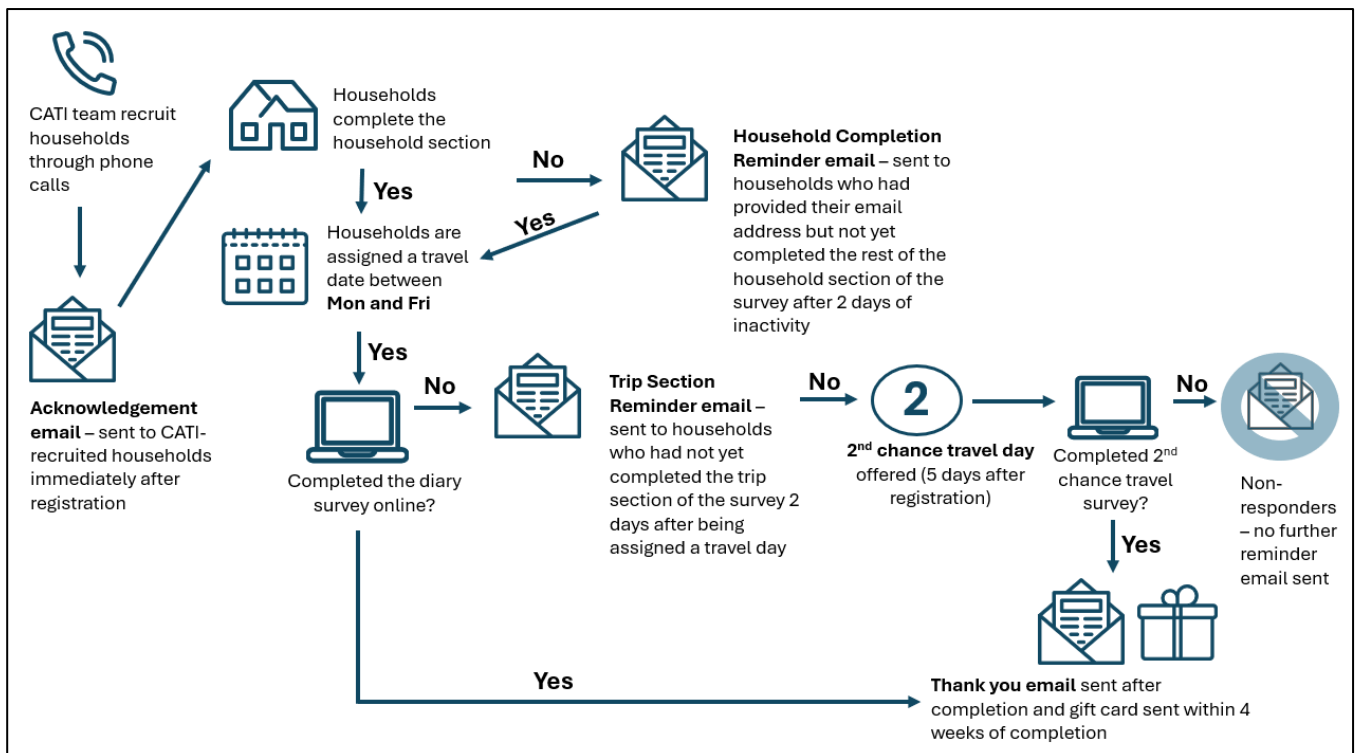 CATI team recruit
households
through phone
calls
Acknowledgement
email – sent to CATI-
recruited households
immediately after
registration
Households
complete the
household section
Yes
No
Household Completion
Reminder email – sent to
households who had
provided their email
address but not yet
completed the rest of the
household section of the
survey after 2 days of
inactivity
Yes
Households are
assigned a travel
date between
Mon and Fri
Yes
Completed the diary
survey online?
No
Trip Section
Reminder email –
sent to households
who had not yet
completed the trip
section of the survey 2
days after being
assigned a travel day
No
2
2nd chance travel day
offered (5 days after
registration)
Completed 2nd
chance travel
survey?
No
Non-
responders
– no further
reminder
email sent
Yes
Yes
Thank you email sent after
completion and gift card sent within 4
weeks of completion